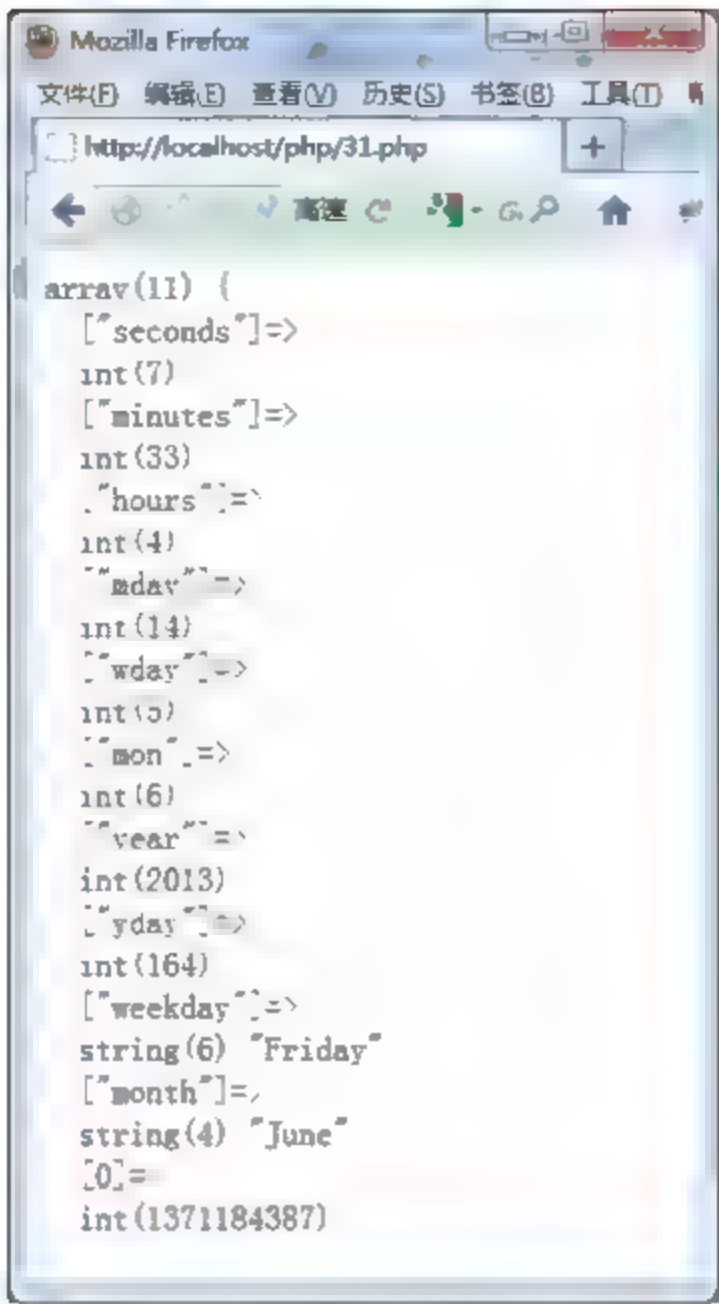 Mozilla Firefox
文件(F) 编辑(E) 查看(V) 历史(S) 书签(B) 工具(T)
http://localhost/php/31.php +
高速
array(11) {
["seconds"]=>
int(7)
["minutes"]=>
int(33)
["hours"]=>
int(4)
["mday"]=>
int(14)
["wday"]=>
int(5)
["mon"]=>
int(6)
["year"]=>
int(2013)
["yday"]=>
int(164)
["weekday"]=>
string(6) "Friday"
["month"]=>
string(4) "June"
[0]=>
int(1371184387)